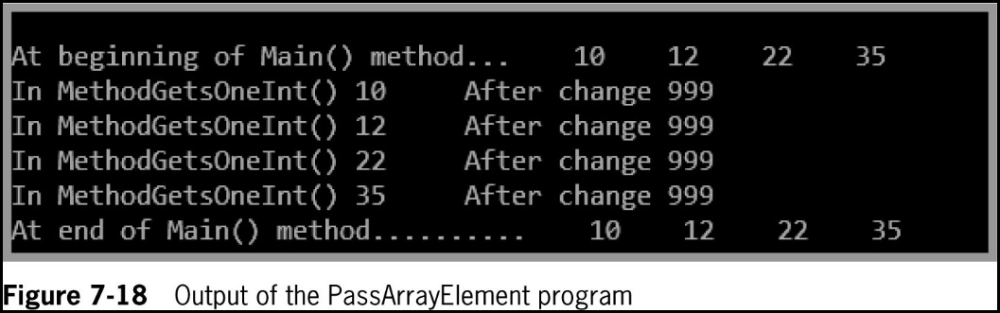 At beginning of Main() method...     10    12    22    35
In MethodGetsOneInt() 10     After change 999
In MethodGetsOneInt() 12     After change 999
In MethodGetsOneInt() 22     After change 999
In MethodGetsOneInt() 35     After change 999
At end of Main() method..........    10    12    22    35
Figure 7-18 Output of the PassArrayElement program